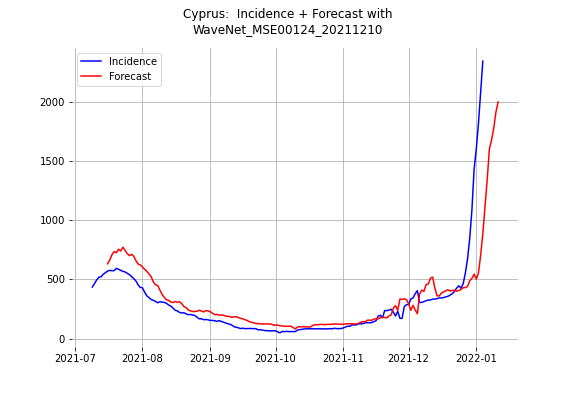 Cyprus:  Incidence + Forecast with
WaveNet_MSE00124_20211210
Incidence
Forecast
2000
1500
1000
500
0
2021-07 2021-08 2021-09 2021-10 2021-11 2021-12 2022-01